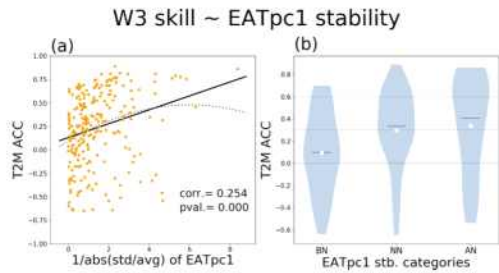 W3 skill ~ EATpc1 stability
(a)
(b)
T2M ACC
1.00
0.75
0.50
0.25
0.00
-0.25
-0.50
-0.75
-1.00
corr.= 0.254
pval.= 0.000
0 2 4 6 8
1/abs(std/avg) of EATpc1
T2M ACC
0.8
0.6
0.4
0.2
0.0
-0.2
-0.4
-0.6
BN NN AN
EATpc1 stb. categories